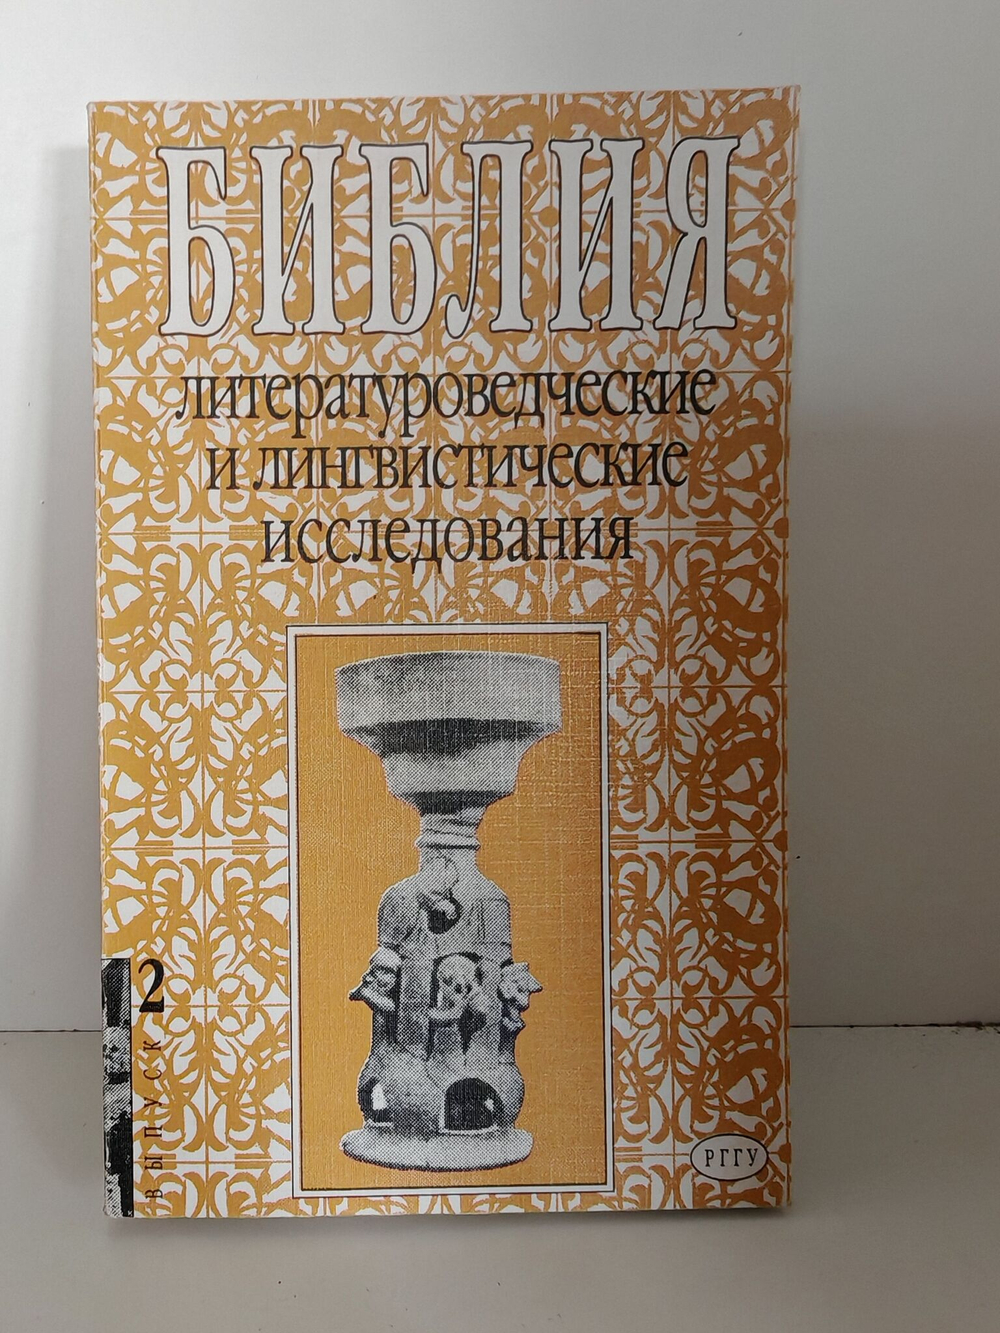 БИБЛИЯ
литературоведческие
и лингвистические
исследования
2
ВЫПУСК
РГГУ